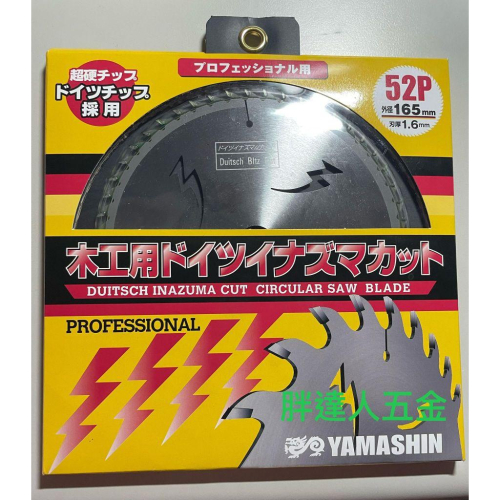 超硬チップ
ドイツチップ
採用
プロフェッショナル用
52P
外径165mm
刃厚1.6mm
ドイツイナズマカット
Duitsch Blitz
木工用ドイツイナズマカット
DUITSCH INAZUMA CUT CIRCULAR SAW BLADE
PROFESSIONAL
胖達人五金
YAMASHIN